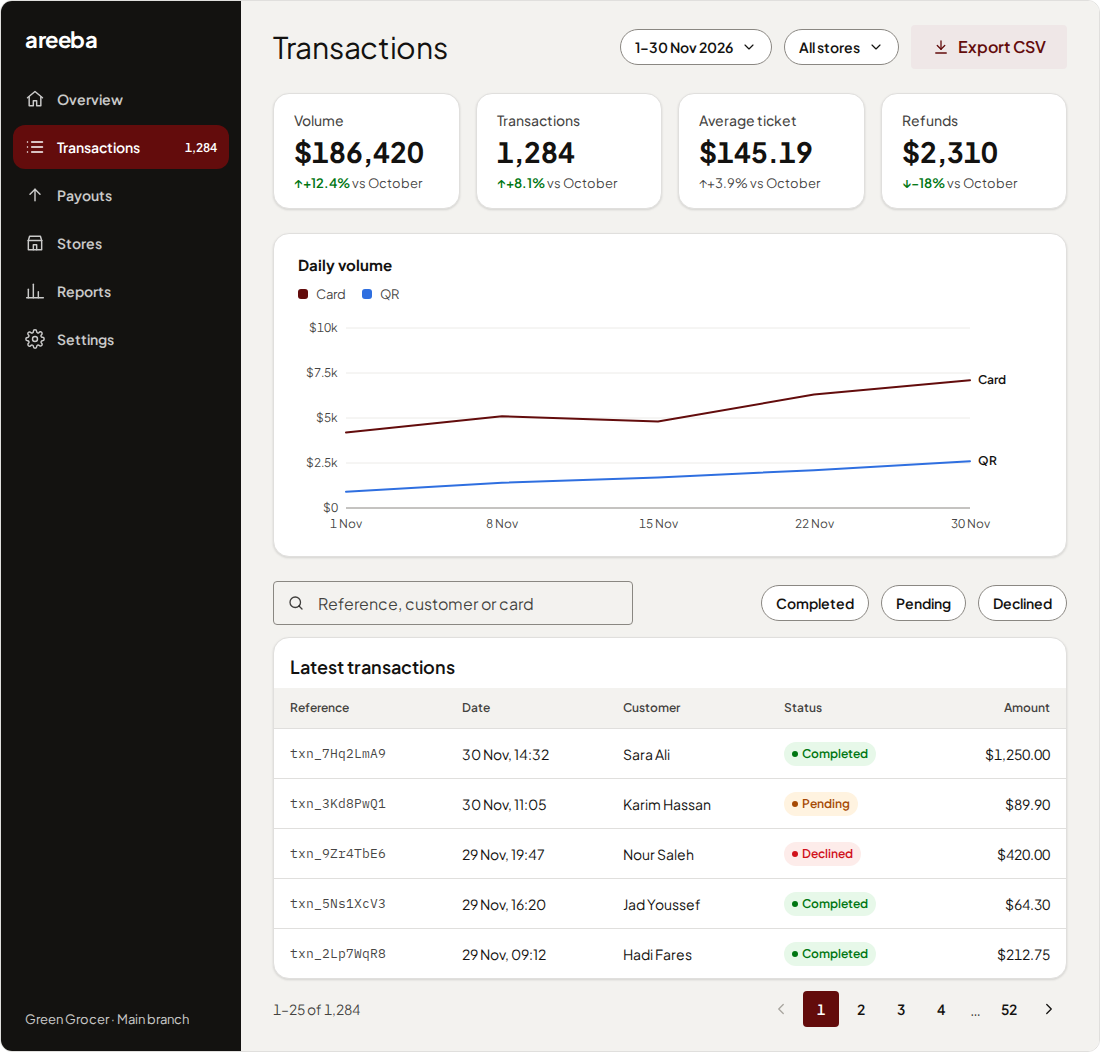 areeba
Overview
Transactions 1,284
Payouts
Stores
Reports
Settings
Green Grocer · Main branch
Transactions
1–30 Nov 2026
All stores
Export CSV
Volume
$186,420
↑+12.4% vs October
Transactions
1,284
↑+8.1% vs October
Average ticket
$145.19
↑+3.9% vs October
Refunds
$2,310
↓−18% vs October
Daily volume
Card QR
$10k
$7.5k
$5k
$2.5k
$0
Card
QR
1 Nov 8 Nov 15 Nov 22 Nov 30 Nov
Reference, customer or card
Completed Pending Declined
Latest transactions
Reference Date Customer Status Amount
txn_7Hq2LmA9 30 Nov, 14:32 Sara Ali Completed $1,250.00
txn_3Kd8PwQ1 30 Nov, 11:05 Karim Hassan Pending $89.90
txn_9Zr4TbE6 29 Nov, 19:47 Nour Saleh Declined $420.00
txn_5Ns1XcV3 29 Nov, 16:20 Jad Youssef Completed $64.30
txn_2Lp7WqR8 29 Nov, 09:12 Hadi Fares Completed $212.75
1–25 of 1,284
1 2 3 4 … 52